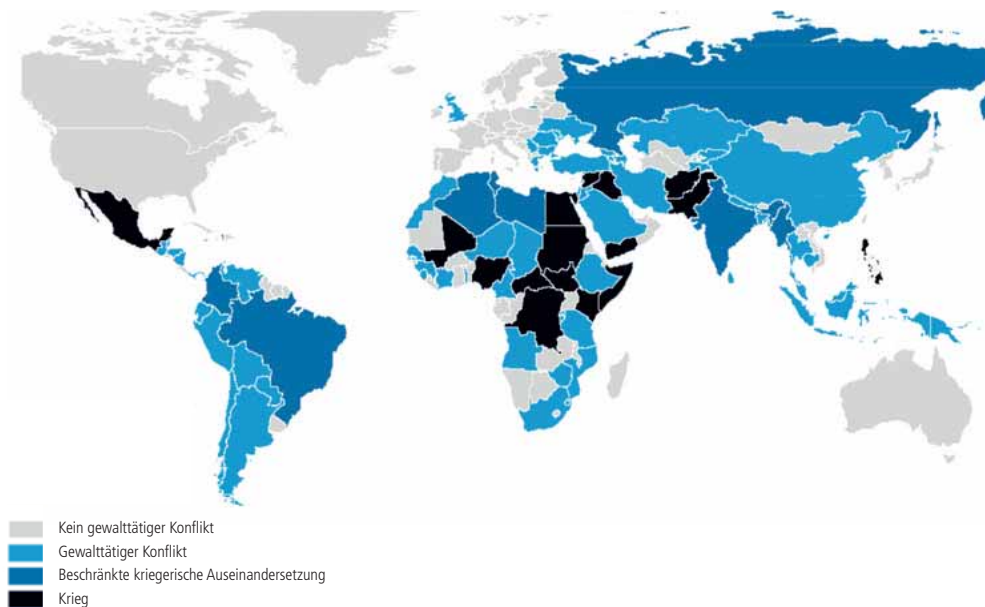 Kein gewalttätiger Konflikt
Gewalttätiger Konflikt
Beschränkte kriegerische Auseinandersetzung
Krieg